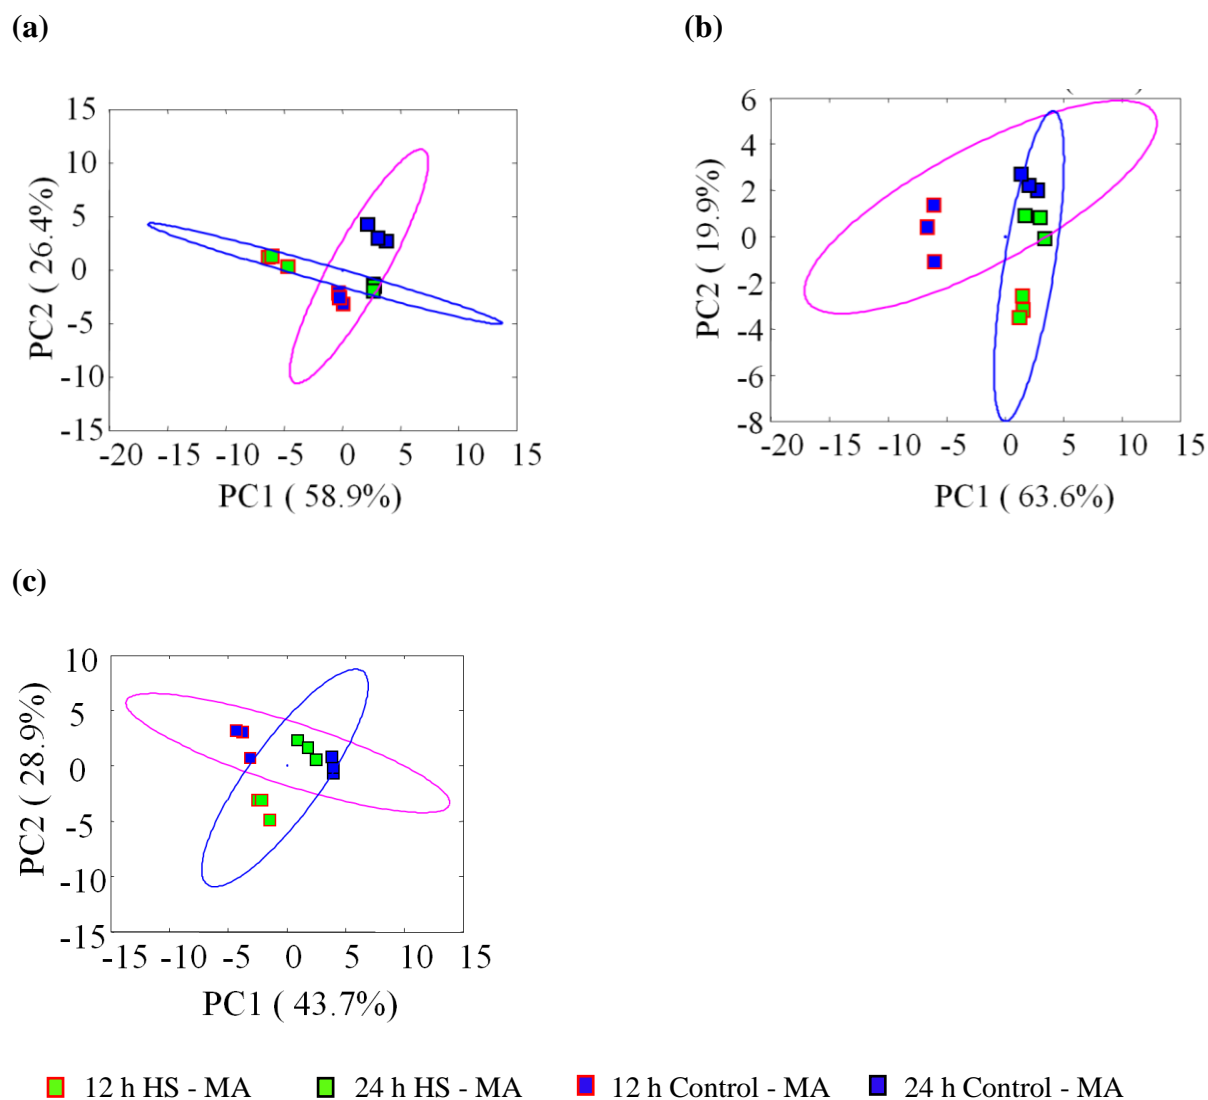 (a)
(b)
15
10
5
0
-5
-10
-15
PC2 ( 26.4%)
-20 -15 -10 -5 0 5 10 15
PC1 ( 58.9%)
6
4
2
0
-2
-4
-6
-8
PC2 ( 19.9%)
-20 -15 -10 -5 0 5 10 15
PC1 ( 63.6%)
(c)
10
5
0
-5
-10
-15
PC2 ( 28.9%)
-15 -10 -5 0 5 10 15
PC1 ( 43.7%)
12 h HS - MA 24 h HS - MA 12 h Control - MA 24 h Control - MA